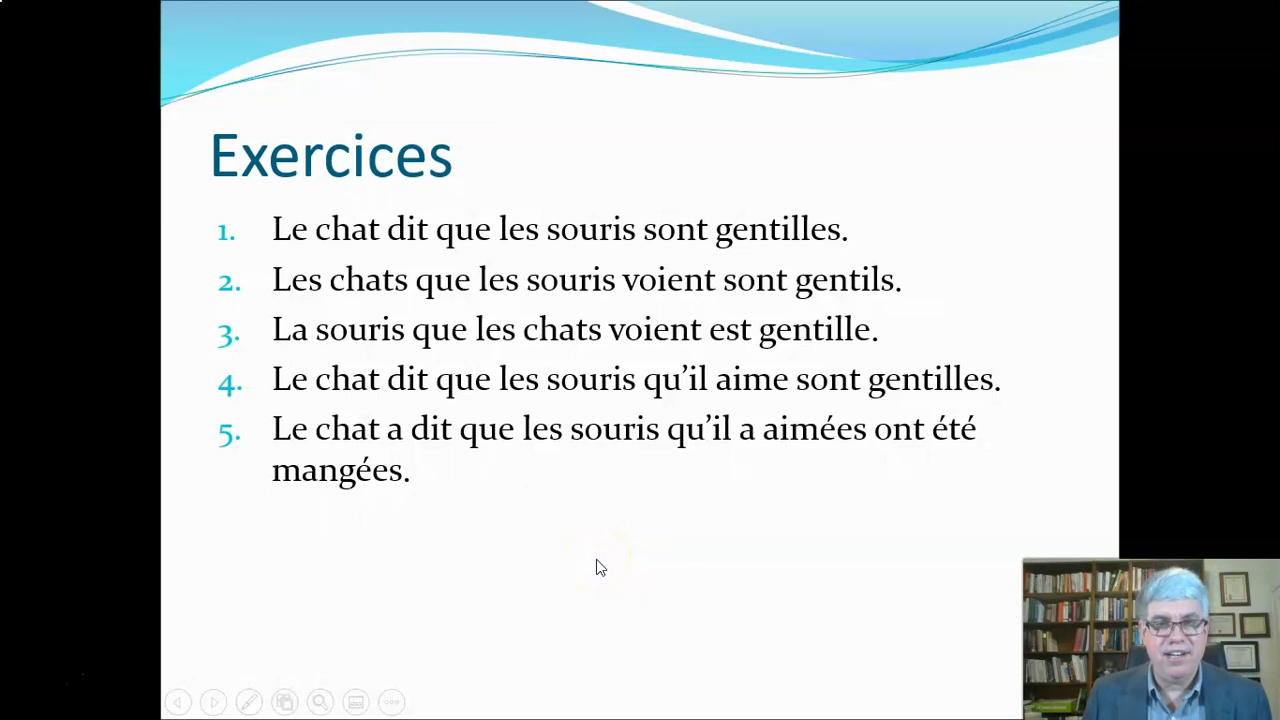 Exercices
1. Le chat dit que les souris sont gentilles.
2. Les chats que les souris voient sont gentils.
3. La souris que les chats voient est gentille.
4. Le chat dit que les souris qu’il aime sont gentilles.
5. Le chat a dit que les souris qu’il a aimées ont été
mangées.